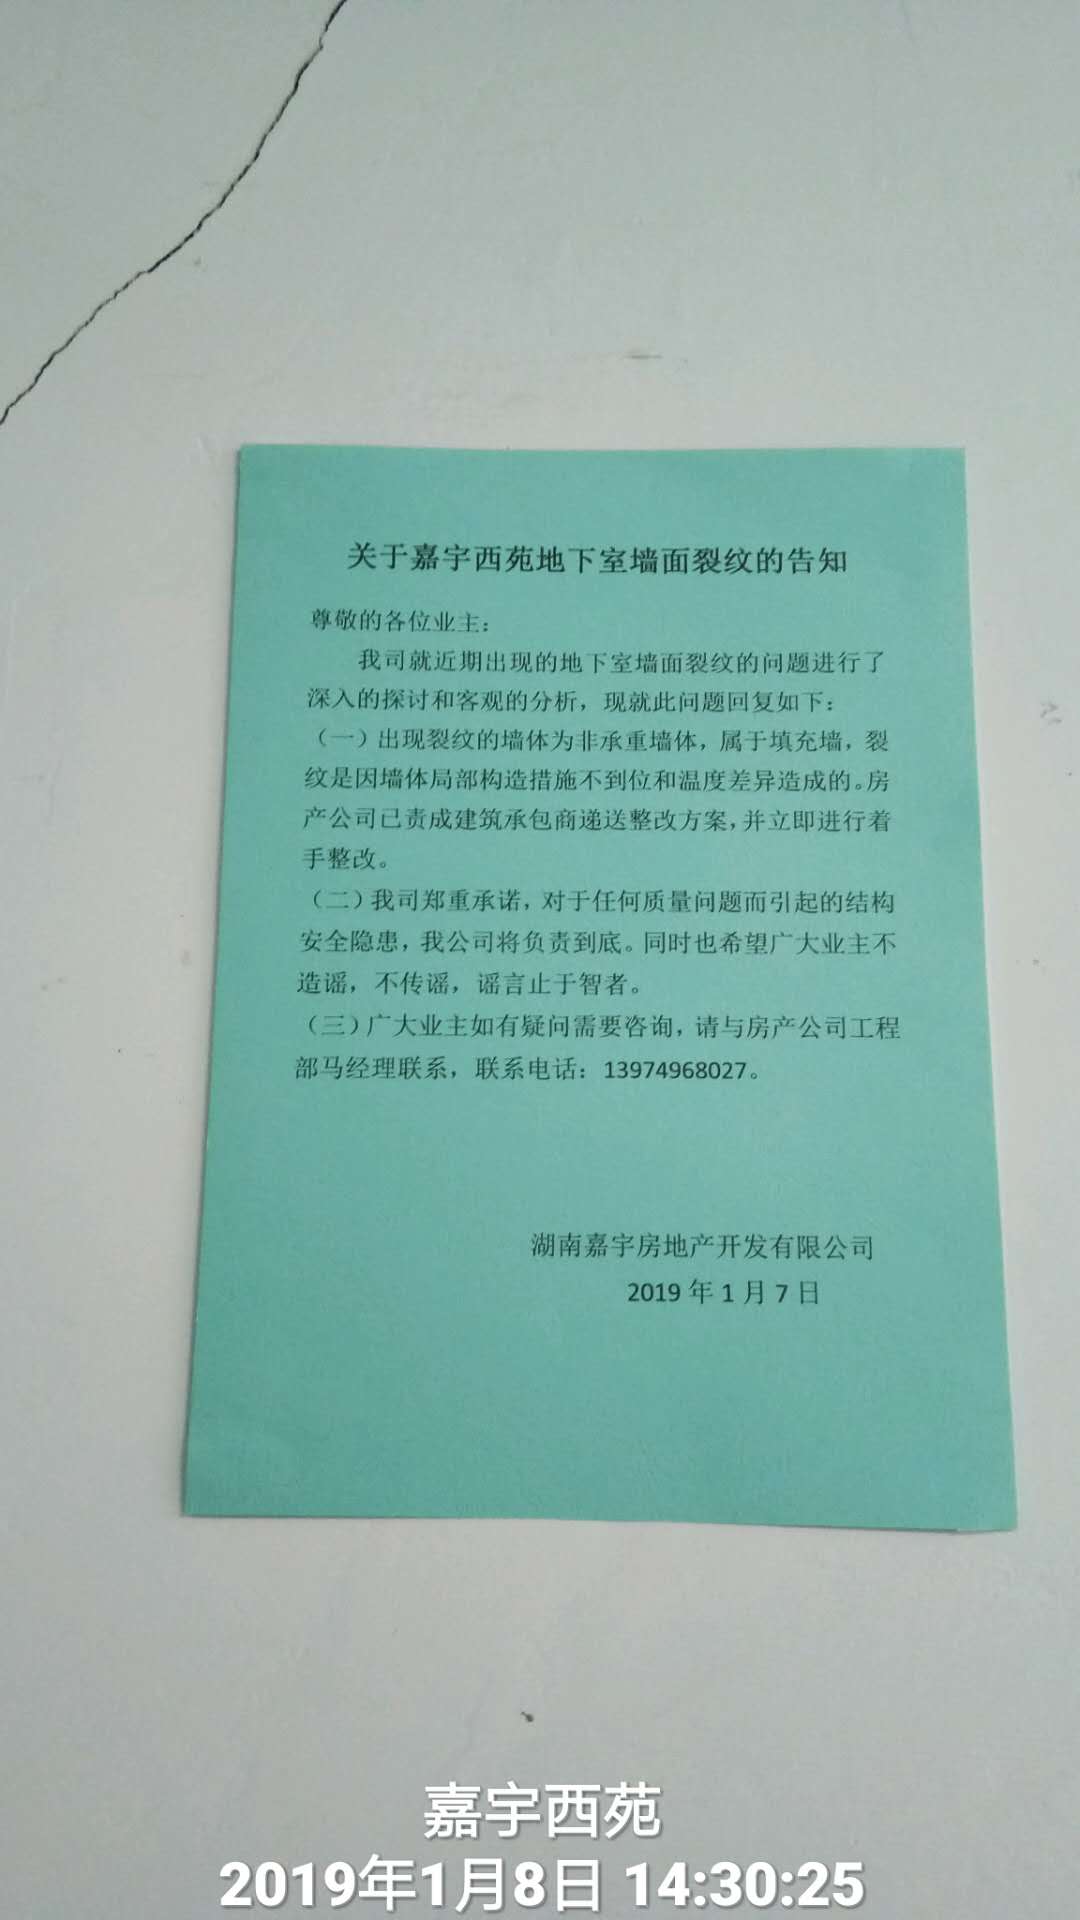 关于嘉宇西苑地下室墙面裂纹的告知
尊敬的各位业主：
我司就近期出现的地下室墙面裂纹的问题进行了
深入的探讨和客观的分析，现就此问题回复如下：
（一）出现裂纹的墙体为非承重墙体，属于填充墙，裂
纹是因墙体局部构造措施不到位和温度差异造成的。房
产公司已责成建筑承包商递送整改方案，并立即进行着
手整改。
（二）我司郑重承诺，对于任何质量问题而引起的结构
安全隐患，我公司将负责到底。同时也希望广大业主不
造谣，不传谣，谣言止于智者。
（三）广大业主如有疑问需要咨询，请与房产公司工程
部马经理联系，联系电话：13974968027。
湖南嘉宇房地产开发有限公司
2019 年 1 月 7 日
嘉宇西苑
2019年1月8日 14:30:25